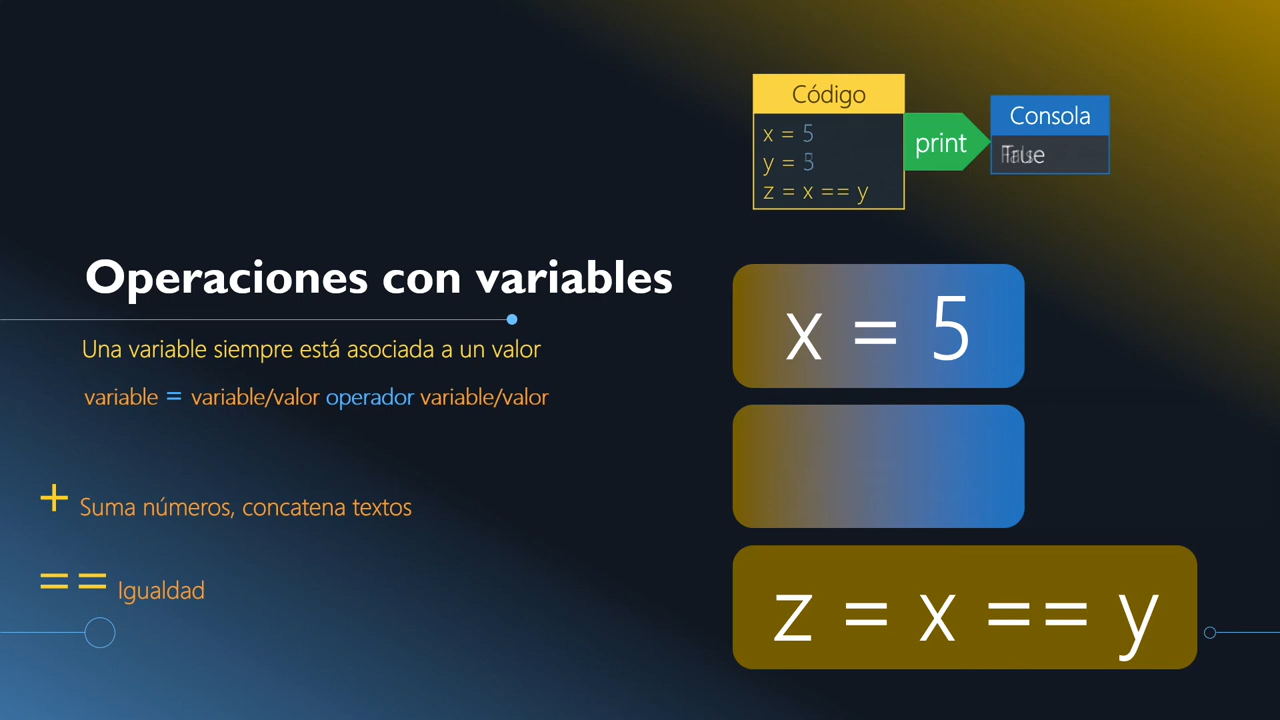 Código
x = 5
y =
z = x == y
print
Consola
True
Operaciones con variables
Una variable siempre está asociada a un valor
variable = variable/valor operador variable/valor
+ Suma números, concatena textos
== Igualdad
x = 5
z = x == y